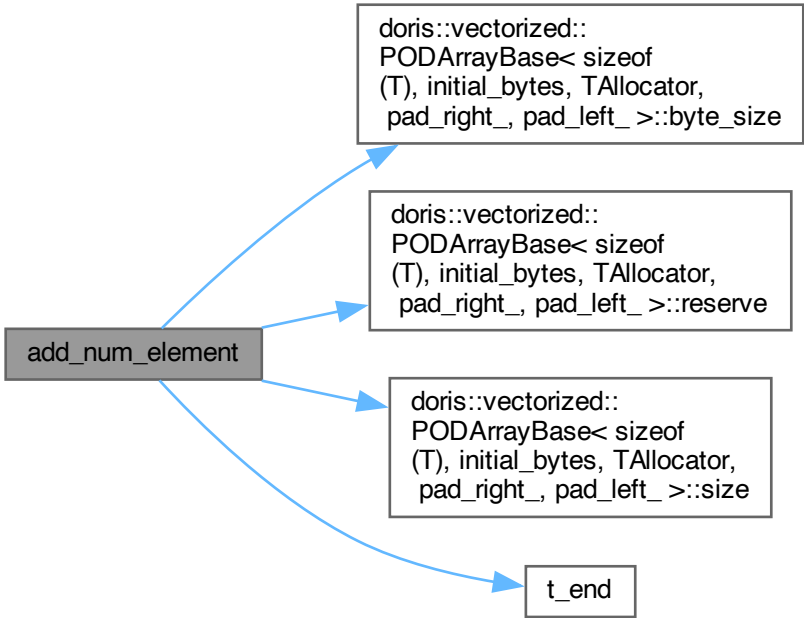 doris::vectorized::
PODArrayBase< sizeof
(T), initial_bytes, TAllocator,
pad_right_, pad_left_ >::byte_size
doris::vectorized::
PODArrayBase< sizeof
(T), initial_bytes, TAllocator,
pad_right_, pad_left_ >::reserve
add_num_element
doris::vectorized::
PODArrayBase< sizeof
(T), initial_bytes, TAllocator,
pad_right_, pad_left_ >::size
t_end